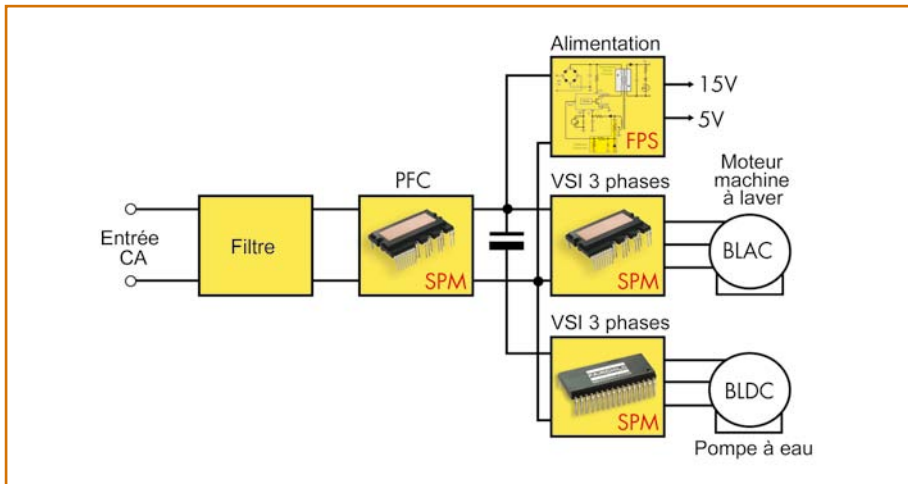 Alimentation
15V
5V
FPS
PFC
VSI 3 phases
Moteur
machine
à laver
Entrée
CA
Filtre
SPM
SPM
BLAC
VSI 3 phases
SPM
BLDC
Pompe à eau